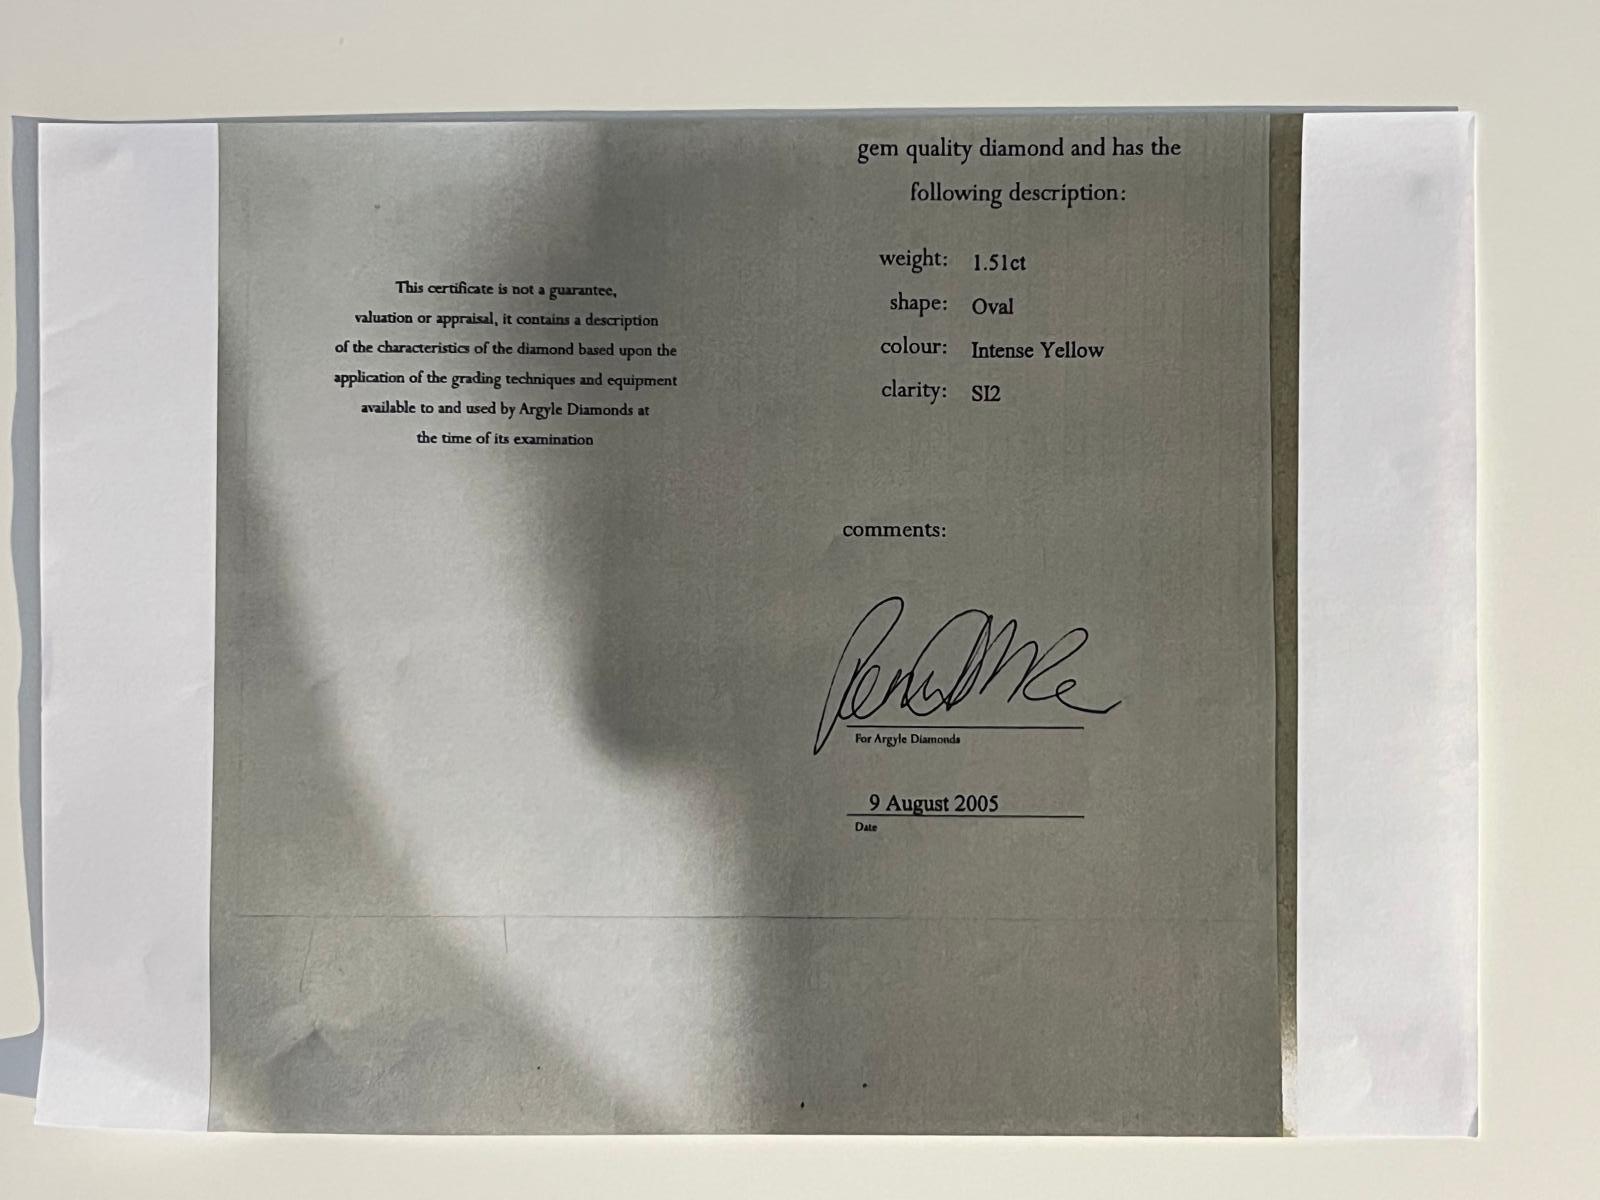 This certificate is not a guarantee,
valuation or appraisal, it contains a description
of the characteristics of the diamond based upon the
application of the grading techniques and equipment
available to and used by Argyle Diamonds at
the time of its examination
gem quality diamond and has the
following description:
weight: 1.51ct
shape: Oval
colour: Intense Yellow
clarity: SI2
comments:
For Argyle Diamonds
9 August 2005
Date